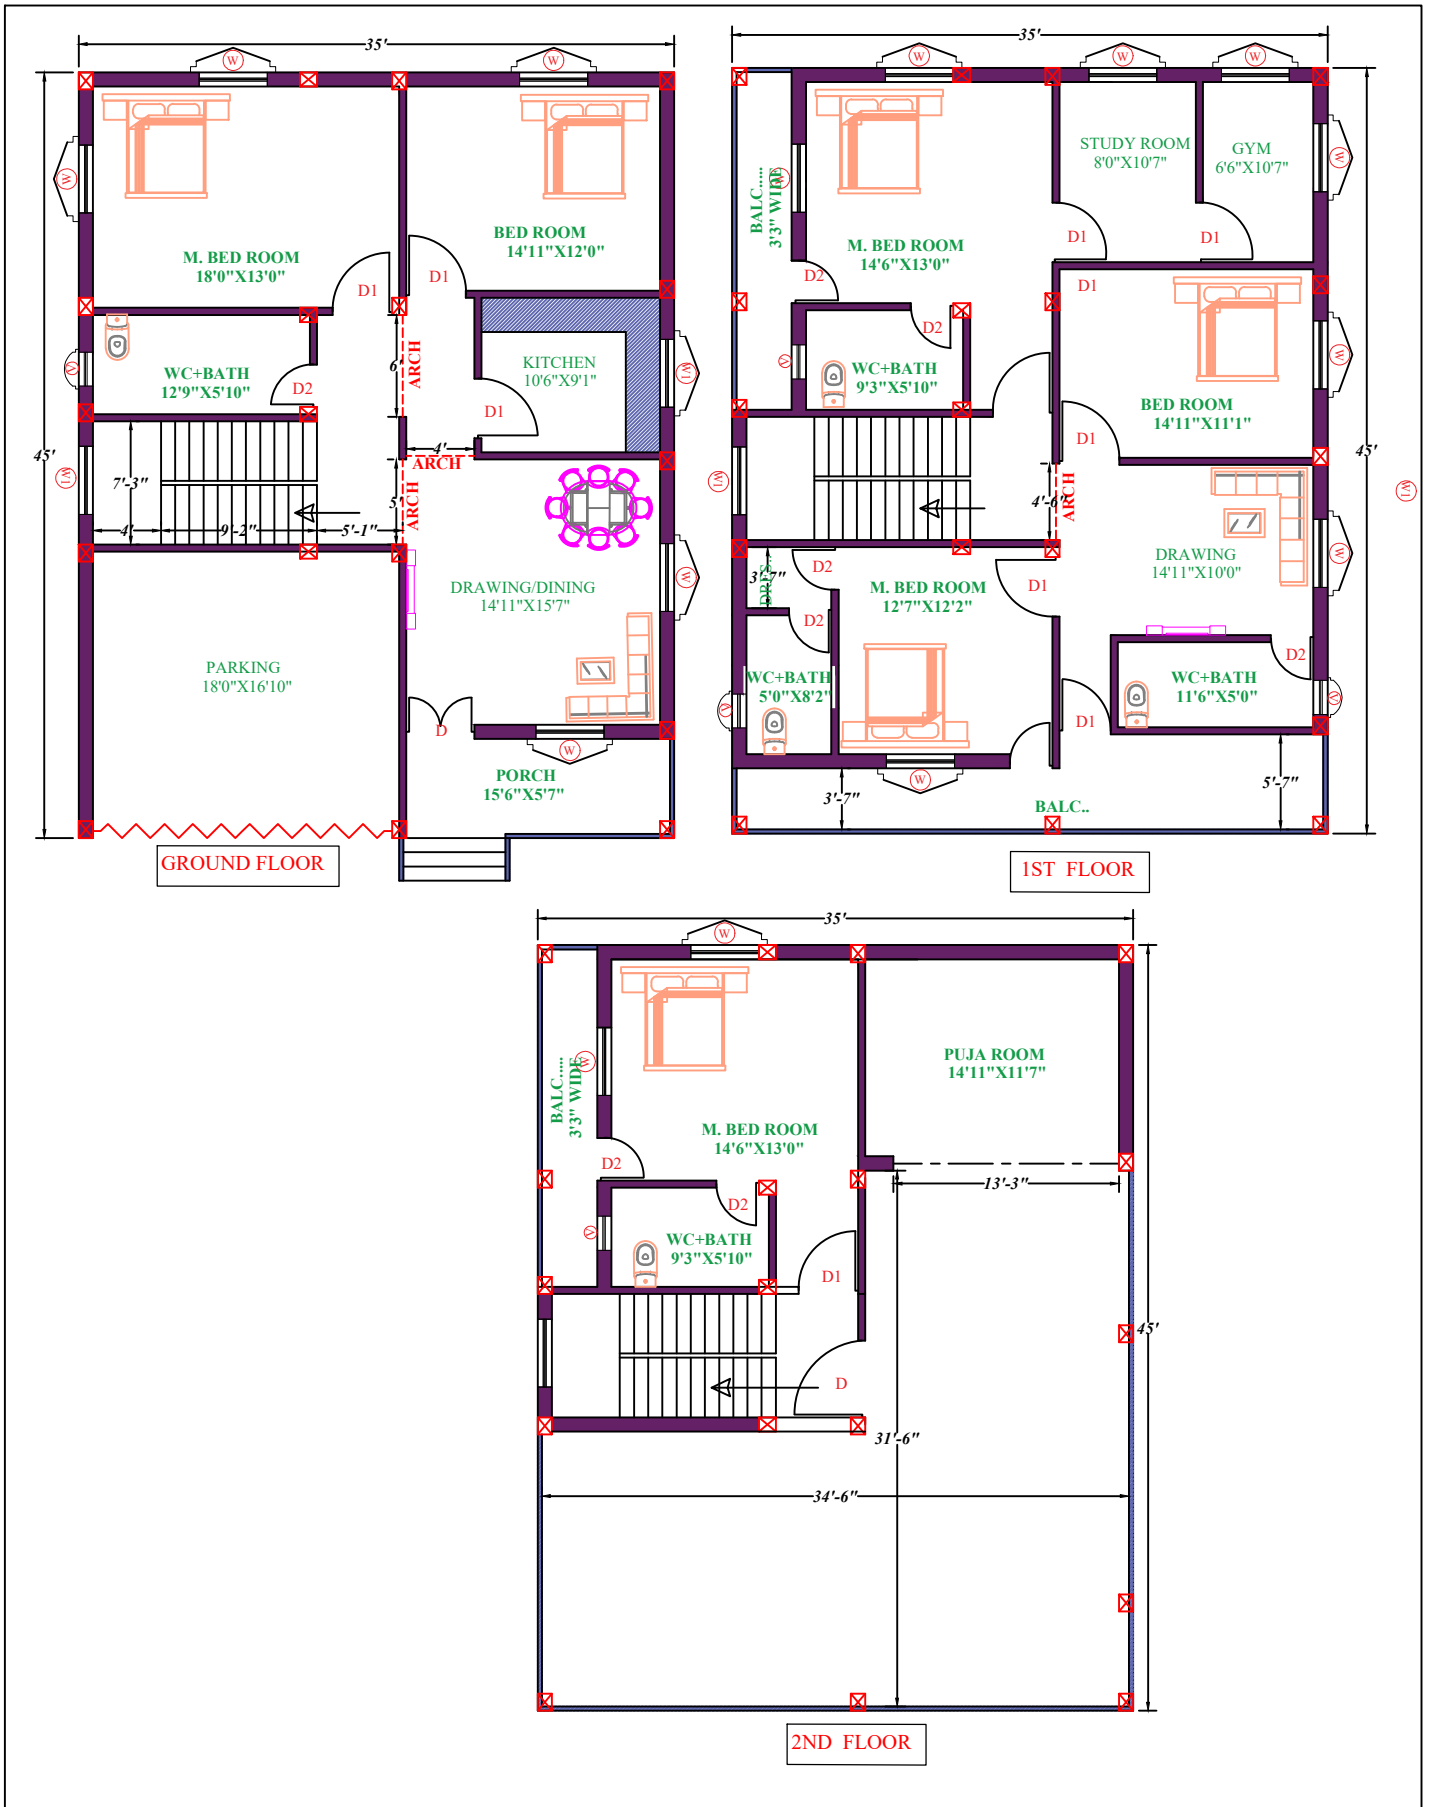 35'
W
W
W
M. BED ROOM
18'0"X13'0"
BED ROOM
14'11"X12'0"
D1
D1
V
WC+BATH
12'9"X5'10"
D2
6'
ARCH
KITCHEN
10'6"X9'1"
W1
D1
45'
W1
7'-3"
4'
ARCH
5'
ARCH
4'
9'-2"
5'-1"
DRAWING/DINING
14'11"X15'7"
W1
PARKING
18'0"X16'10"
D
W
PORCH
15'6"X5'7"
GROUND FLOOR
35'
W
W
W
BALC.....
3'3" WIDE
W
M. BED ROOM
14'6"X13'0"
STUDY ROOM
8'0"X10'7"
GYM
6'6"X10'7"
W
D1
D1
D2
D1
D2
V
WC+BATH
9'3"X5'10"
W
BED ROOM
14'11"X11'1"
D1
45'
W1
4'-6"
ARCH
W1
DRAWING
14'11"X10'0"
W
3'-7"
DRES..
D2
M. BED ROOM
12'7"X12'2"
D1
D2
D2
WC+BATH
5'0"X8'2"
WC+BATH
11'6"X5'0"
V
V
D1
W
3'-7"
BALC..
5'-7"
1ST FLOOR
35'
W
BALC.....
3'3" WIDE
W
PUJA ROOM
14'11"X11'7"
M. BED ROOM
14'6"X13'0"
D2
D2
13'-3"
V
WC+BATH
9'3"X5'10"
D1
45'
D
31'-6"
34'-6"
2ND FLOOR